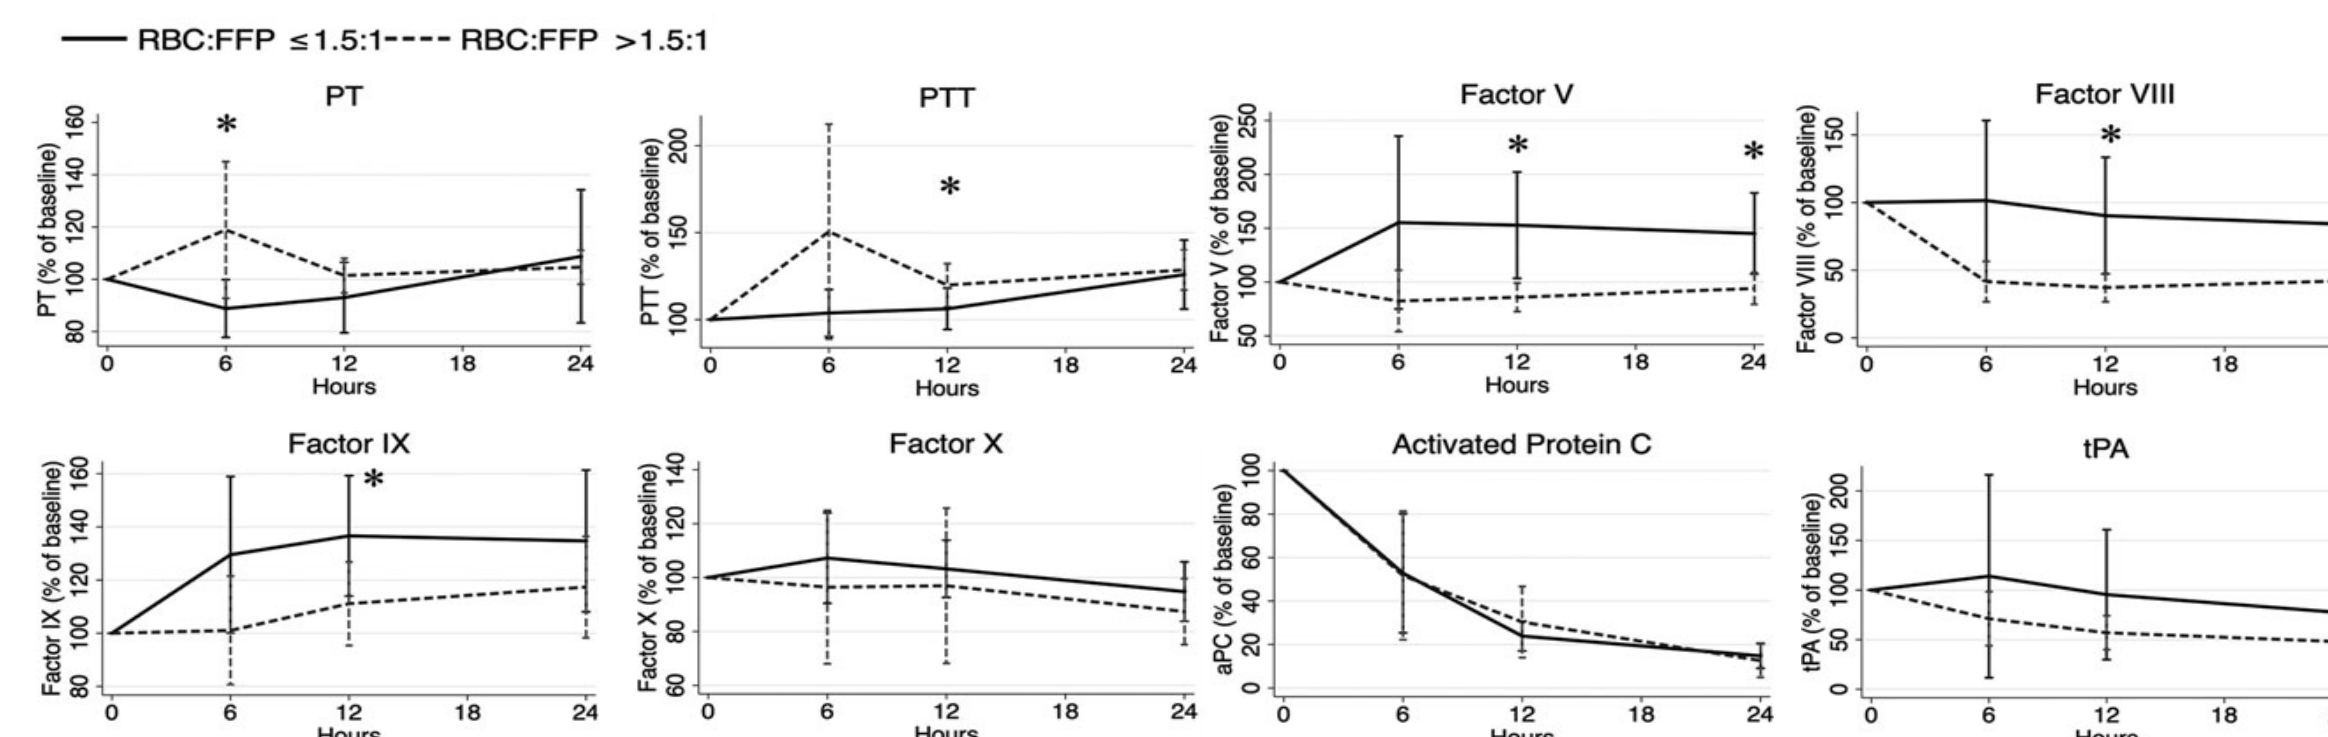 RBC:FFP ≤1.5:1 RBC:FFP >1.5:1
PT
PT (% of baseline)
160
140
120
100
80
*
0 6 12 18 24
Hours
PTT
PTT (% of baseline)
200
150
100
*
0 6 12 18 24
Hours
Factor V
Factor V (% of baseline)
250
200
150
100
50
* *
0 6 12 18 24
Hours
Factor VIII
Factor VIII (% of baseline)
150
100
50
0
*
0 6 12 18
Hours
Factor IX
Factor IX (% of baseline)
160
140
120
100
80
*
0 6 12 18 24
Hours
Factor X
Factor X (% of baseline)
140
120
100
80
60
0 6 12 18 24
Hours
Activated Protein C
aPC (% of baseline)
100
80
60
40
20
0
0 6 12 18 24
Hours
tPA
tPA (% of baseline)
200
150
100
50
0
0 6 12 18
Hours